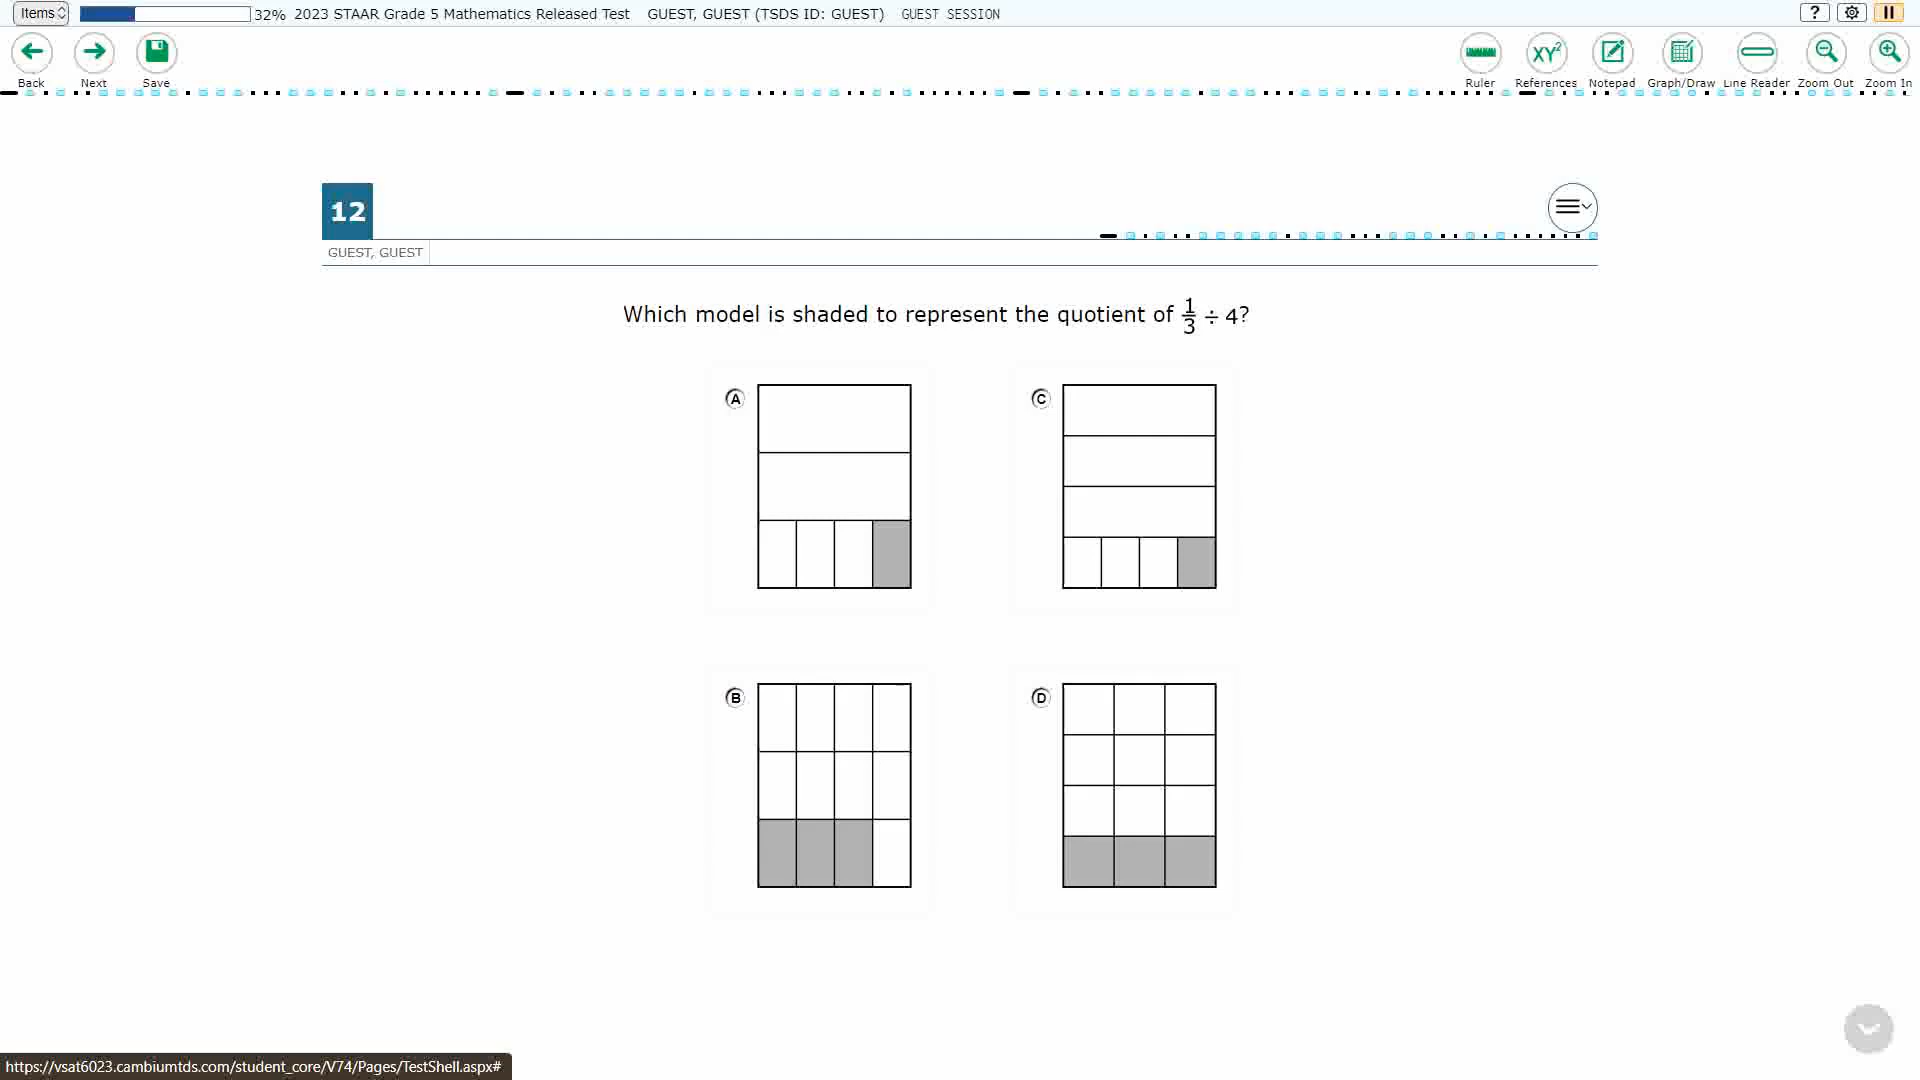 Items 32% 2023 STAAR Grade 5 Mathematics Released Test GUEST, GUEST (TSDS ID: GUEST) GUEST SESSION ?
XY²
Back Next Save Ruler References Notepad Graph/Draw Line Reader Zoom Out Zoom In
12
GUEST, GUEST
Which model is shaded to represent the quotient of 1/3 ÷ 4?
A C
B D
https://vsat6023.cambiumtds.com/student_core/V74/Pages/TestShell.aspx#